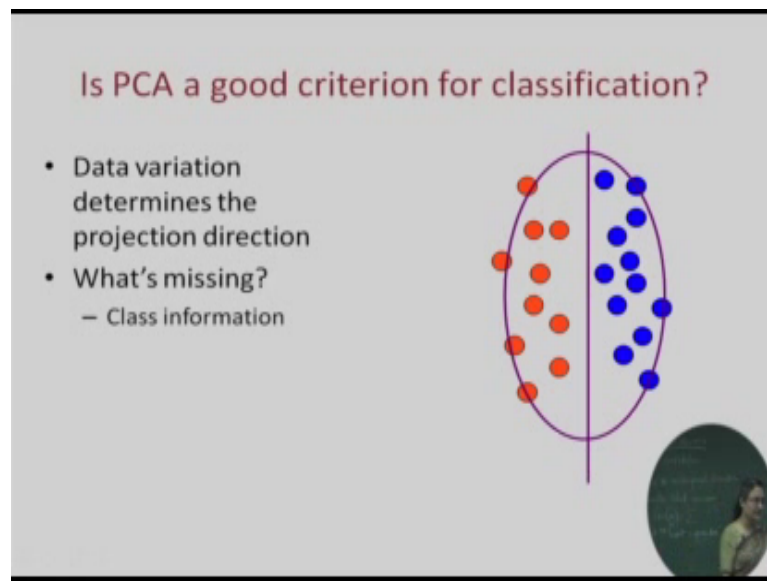 Is PCA a good criterion for classification?
• Data variation
determines the
projection direction
• What's missing?
– Class information